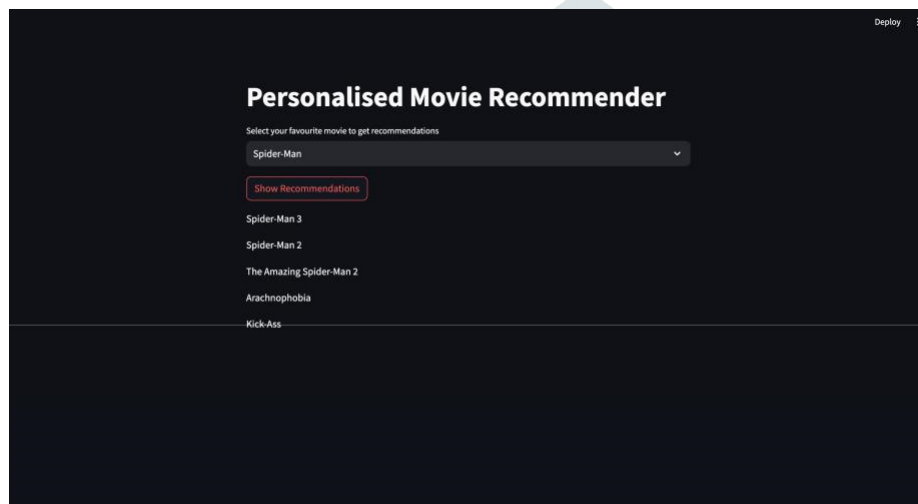 Deploy
Personalised Movie Recommender
Select your favourite movie to get recommendations
Spider-Man
Show Recommendations
Spider-Man 3
Spider-Man 2
The Amazing Spider-Man 2
Arachnophobia
Kick-Ass